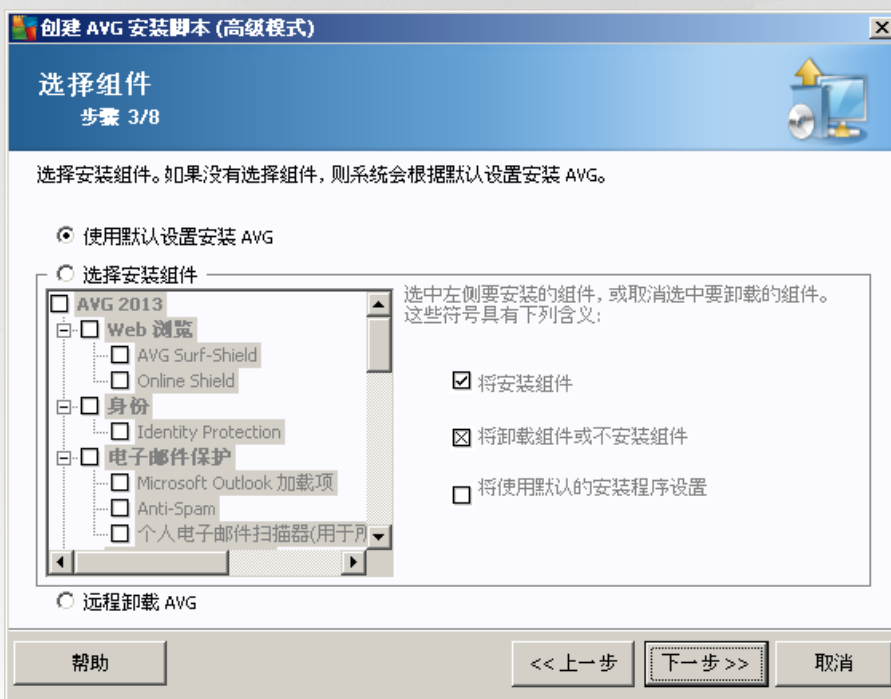 创建 AVG 安装脚本 (高级模式)
选择组件
步骤 3/8
选择安装组件。如果没有选择组件，则系统会根据默认设置安装 AVG。
使用默认设置安装 AVG
选择安装组件
AVG 2013
Web 浏览
AVG Surf-Shield
Online Shield
身份
Identity Protection
电子邮件保护
Microsoft Outlook 加载项
Anti-Spam
个人电子邮件扫描器(用于
选中左侧要安装的组件，或取消选中要卸载的组件。
这些符号具有下列含义:
将安装组件
将卸载组件或不安装组件
将使用默认的安装程序设置
远程卸载 AVG
帮助
<< 上一步
下一步 >>
取消